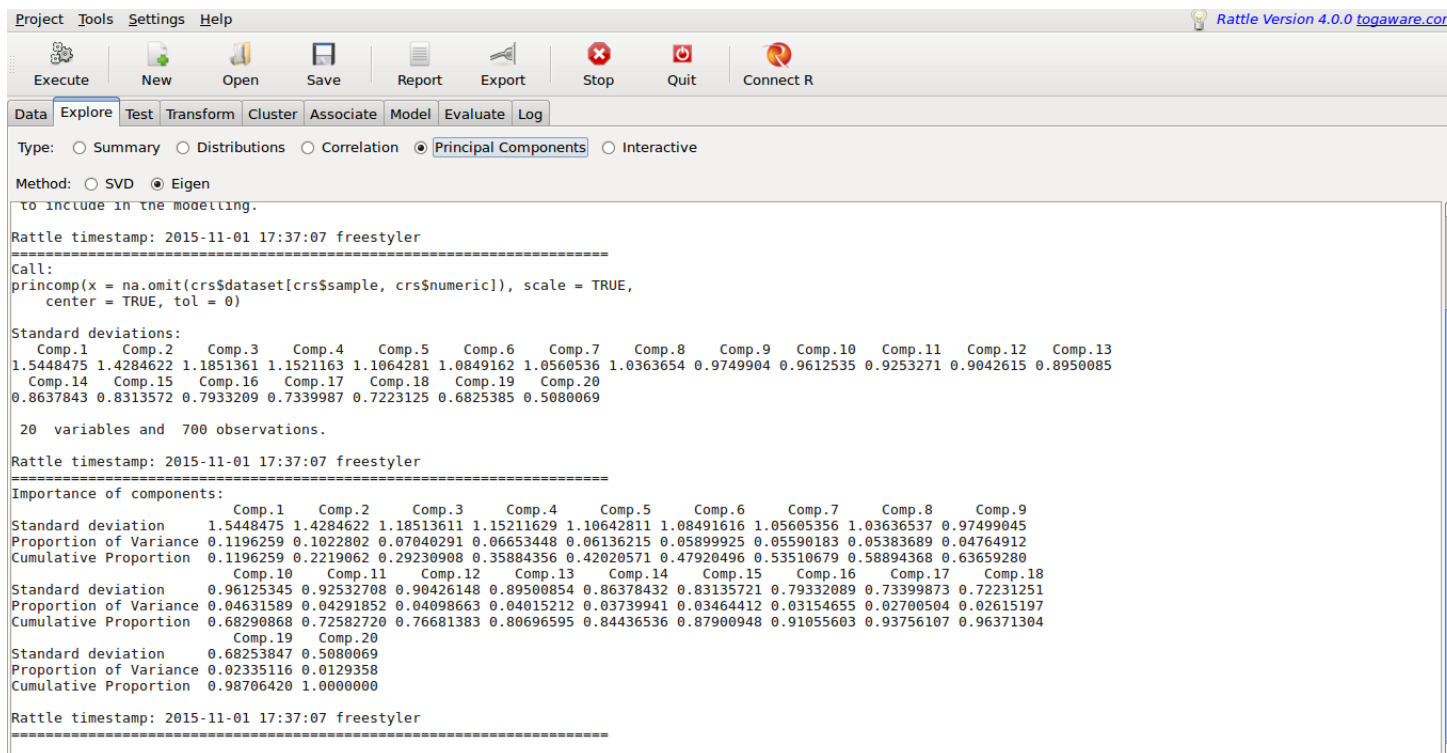 Project Tools Settings Help
Rattle Version 4.0.0 togaware.cor
Execute New Open Save Report Export Stop Quit Connect R
Data Explore Test Transform Cluster Associate Model Evaluate Log
Type: Summary Distributions Correlation Principal Components Interactive
Method: SVD Eigen
to include in the modelling.
Rattle timestamp: 2015-11-01 17:37:07 freestyler
======================================================================
Call:
princomp(x = na.omit(crs$dataset[crs$sample, crs$numeric]), scale = TRUE,
    center = TRUE, tol = 0)
Standard deviations:
   Comp.1    Comp.2    Comp.3    Comp.4    Comp.5    Comp.6    Comp.7    Comp.8    Comp.9   Comp.10   Comp.11   Comp.12   Comp.13
1.5448475 1.4284622 1.1851361 1.1521163 1.1064281 1.0849162 1.0560536 1.0363654 0.9749904 0.9612535 0.9253271 0.9042615 0.8950085
  Comp.14   Comp.15   Comp.16   Comp.17   Comp.18   Comp.19   Comp.20
0.8637843 0.8313572 0.7933209 0.7339987 0.7223125 0.6825385 0.5080069
 20  variables and  700 observations.
Rattle timestamp: 2015-11-01 17:37:07 freestyler
======================================================================
Importance of components:
                          Comp.1    Comp.2     Comp.3     Comp.4     Comp.5     Comp.6     Comp.7     Comp.8     Comp.9
Standard deviation     1.5448475 1.4284622 1.18513611 1.15211629 1.10642811 1.08491616 1.05605356 1.03636537 0.97499045
Proportion of Variance 0.1196259 0.1022802 0.07040291 0.06653448 0.06136215 0.05899925 0.05590183 0.05383689 0.04764912
Cumulative Proportion  0.1196259 0.2219062 0.29230908 0.35884356 0.42020571 0.47920496 0.53510679 0.58894368 0.63659280
                          Comp.10    Comp.11    Comp.12    Comp.13    Comp.14    Comp.15    Comp.16    Comp.17    Comp.18
Standard deviation     0.96125345 0.92532708 0.90426148 0.89500854 0.86378432 0.83135721 0.79332089 0.73399873 0.72231251
Proportion of Variance 0.04631589 0.04291852 0.04098663 0.04015212 0.03739941 0.03464412 0.03154655 0.02700504 0.02615197
Cumulative Proportion  0.68290868 0.72582720 0.76681383 0.80696595 0.84436536 0.87900948 0.91055603 0.93756107 0.96371304
                          Comp.19   Comp.20
Standard deviation     0.68253847 0.5080069
Proportion of Variance 0.02335116 0.0129358
Cumulative Proportion  0.98706420 1.0000000
Rattle timestamp: 2015-11-01 17:37:07 freestyler
======================================================================